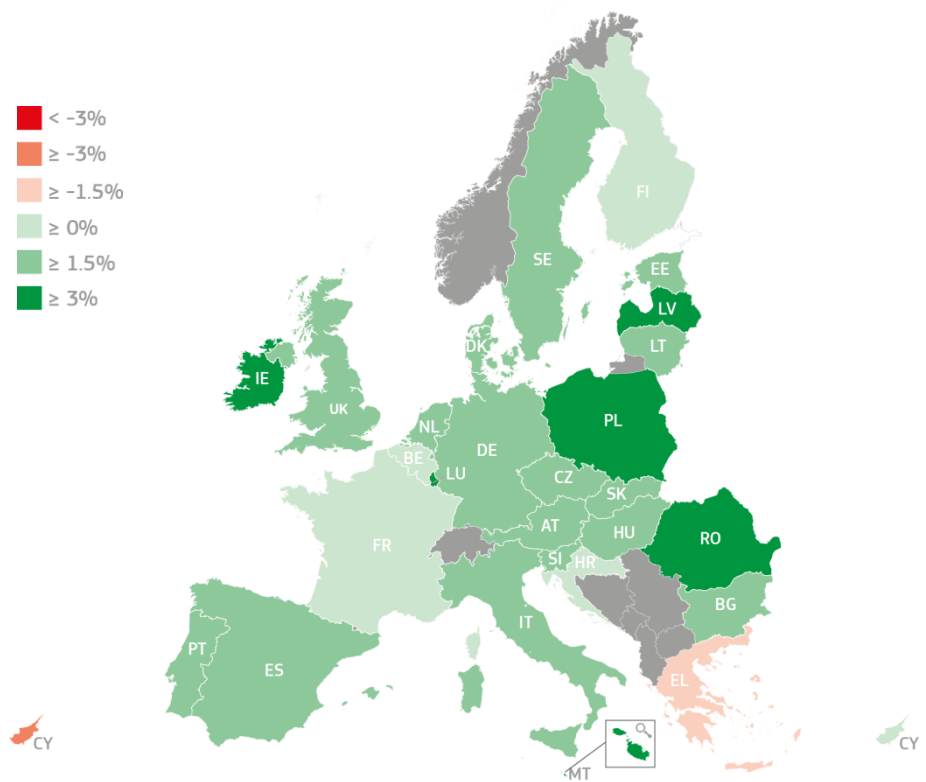 < -3%
≥ -3%
≥ -1.5%
≥ 0%
≥ 1.5%
≥ 3%
FI
SE
EE
LV
LT
DK
IE
UK
PL
NL
DE
BE
LU
CZ
SK
AT
HU
FR
RO
SI
HR
BG
IT
PT
ES
EL
CY
CY
MT